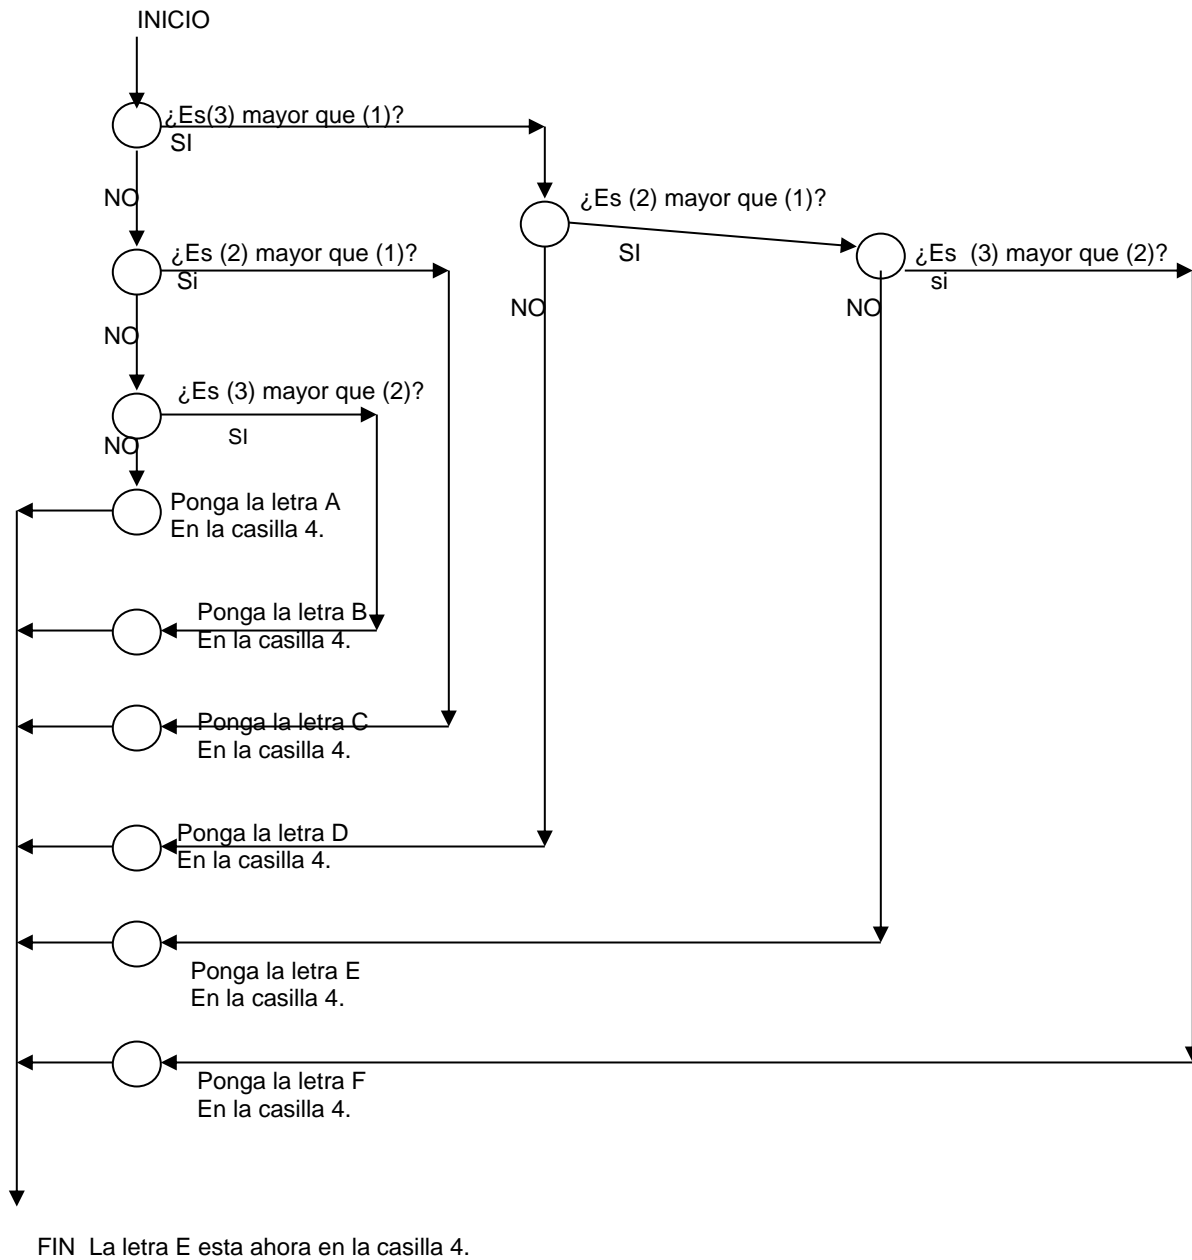 INICIO
¿Es(3) mayor que (1)?
SI
NO
¿Es (2) mayor que (1)?
SI
NO
¿Es (3) mayor que (2)?
si
NO
¿Es (2) mayor que (1)?
Si
NO
¿Es (3) mayor que (2)?
SI
NO
Ponga la letra A
En la casilla 4.
Ponga la letra B
En la casilla 4.
Ponga la letra C
En la casilla 4.
Ponga la letra D
En la casilla 4.
Ponga la letra E
En la casilla 4.
Ponga la letra F
En la casilla 4.
FIN La letra E esta ahora en la casilla 4.